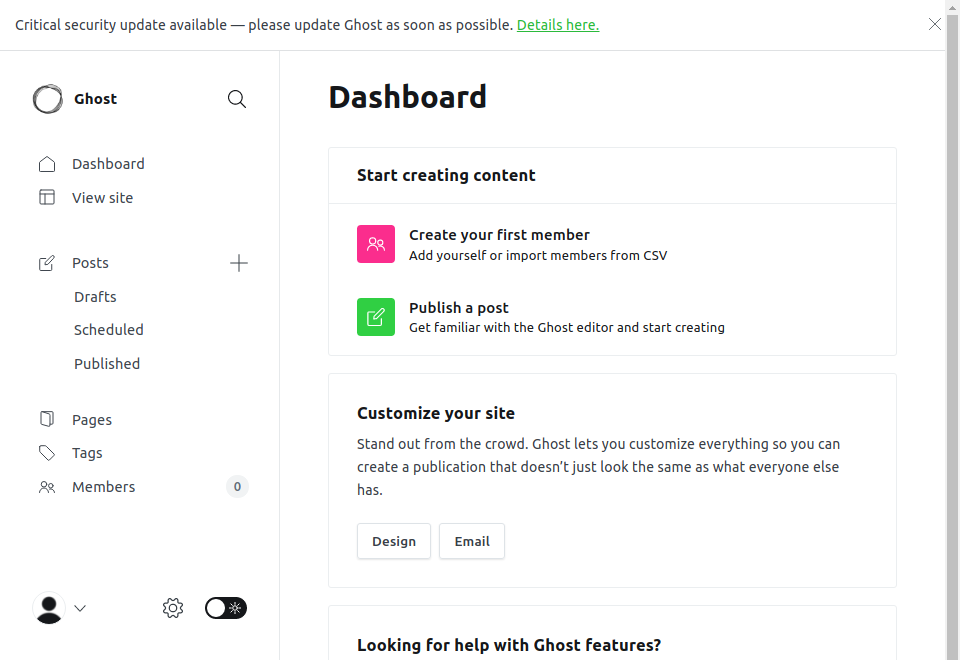 Critical security update available — please update Ghost as soon as possible. Details here.
Ghost
Dashboard
View site
Posts
Drafts
Scheduled
Published
Pages
Tags
Members
0
Dashboard
Start creating content
Create your first member
Add yourself or import members from CSV
Publish a post
Get familiar with the Ghost editor and start creating
Customize your site
Stand out from the crowd. Ghost lets you customize everything so you can
create a publication that doesn’t just look the same as what everyone else
has.
Design
Email
Looking for help with Ghost features?